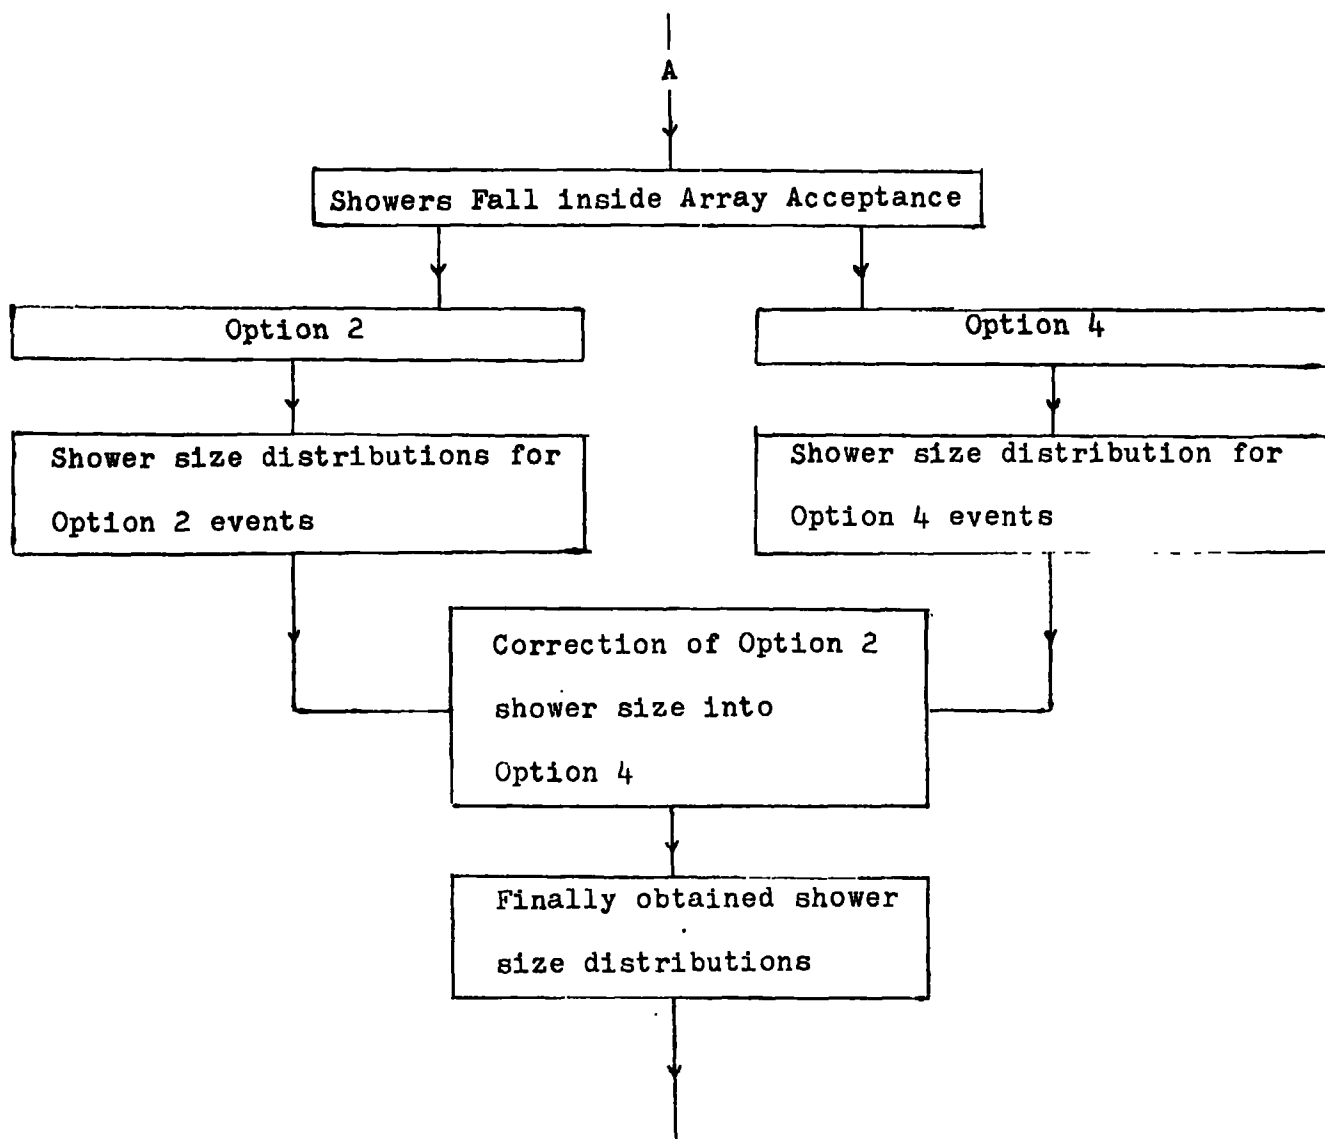 A
Showers Fall inside Array Acceptance
Option 2
Option 4
Shower size distributions for
Option 2 events
Shower size distribution for
Option 4 events
Correction of Option 2
shower size into
Option 4
Finally obtained shower
size distributions